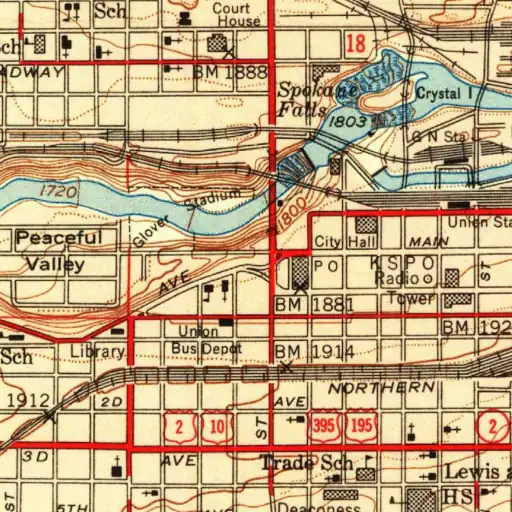 Sch
Court
House
Sch
18
ADWAY
BM 1888
Spokane
Falls
Crystal I
1803
G N Sta
1720
Glover
Stadium
1800
Union Sta
Peaceful
Valley
City Hall
MAIN
PO
KSPO
Radio
Tower
ST
AVE
BM 1881
BM 192
Union
Bus Depot
Sch
Library
BM 1914
NORTHERN
1912
2D
AVE
2
10
ST
395
195
2
3D
AVE
Trade Sch
Lewis a
HS
ST
5TH
AVE
Deaconess